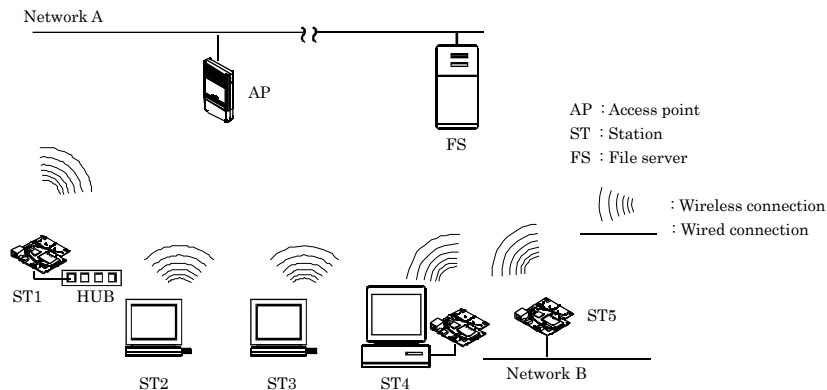 Network A
AP
FS
AP : Access point
ST : Station
FS : File server
: Wireless connection
: Wired connection
ST1
HUB
ST2
ST3
ST4
ST5
Network B